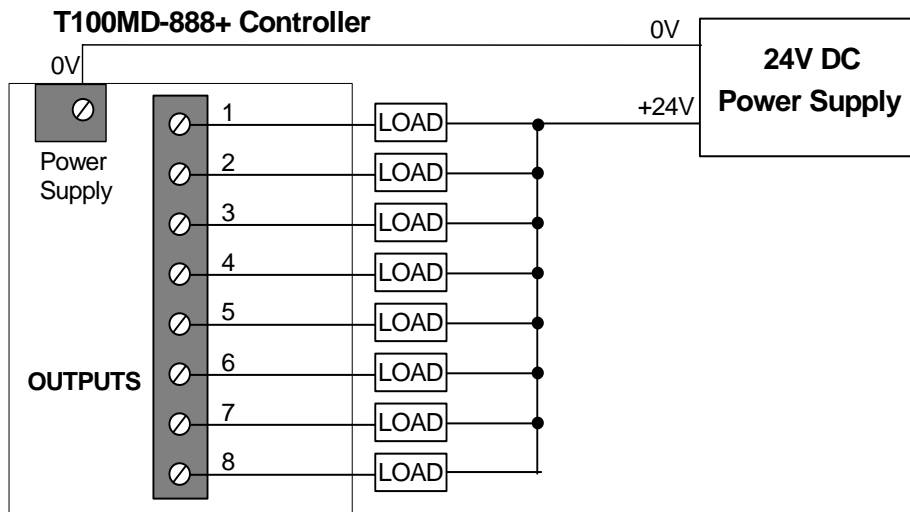 T100MD-888+ Controller
0V
0V
24V DC
Power Supply
+24V
Power
Supply
1
LOAD
2
LOAD
3
LOAD
4
LOAD
5
LOAD
6
LOAD
7
LOAD
8
LOAD
OUTPUTS